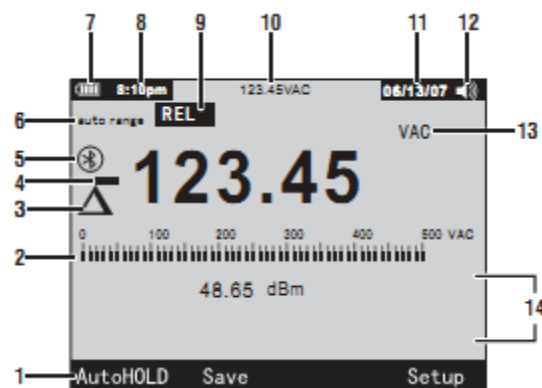 7 8 9 10 11 12
8:10pm 123.45VAC 06/13/07
6 auto range REL VAC 13
5
4 123.45
3
0 100 200 300 400 500 VAC
2
48.65 dBm
14
1 AutoHOLD Save Setup